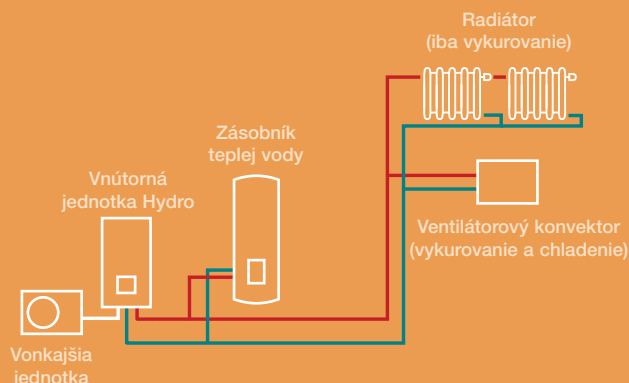 Radiátor
(iba vykurovanie)
Zásobník
teplej vody
Vnútorná
jednotka Hydro
Ventilátorový konvektor
(vykurovanie a chladenie)
Vonkajšia
jednotka